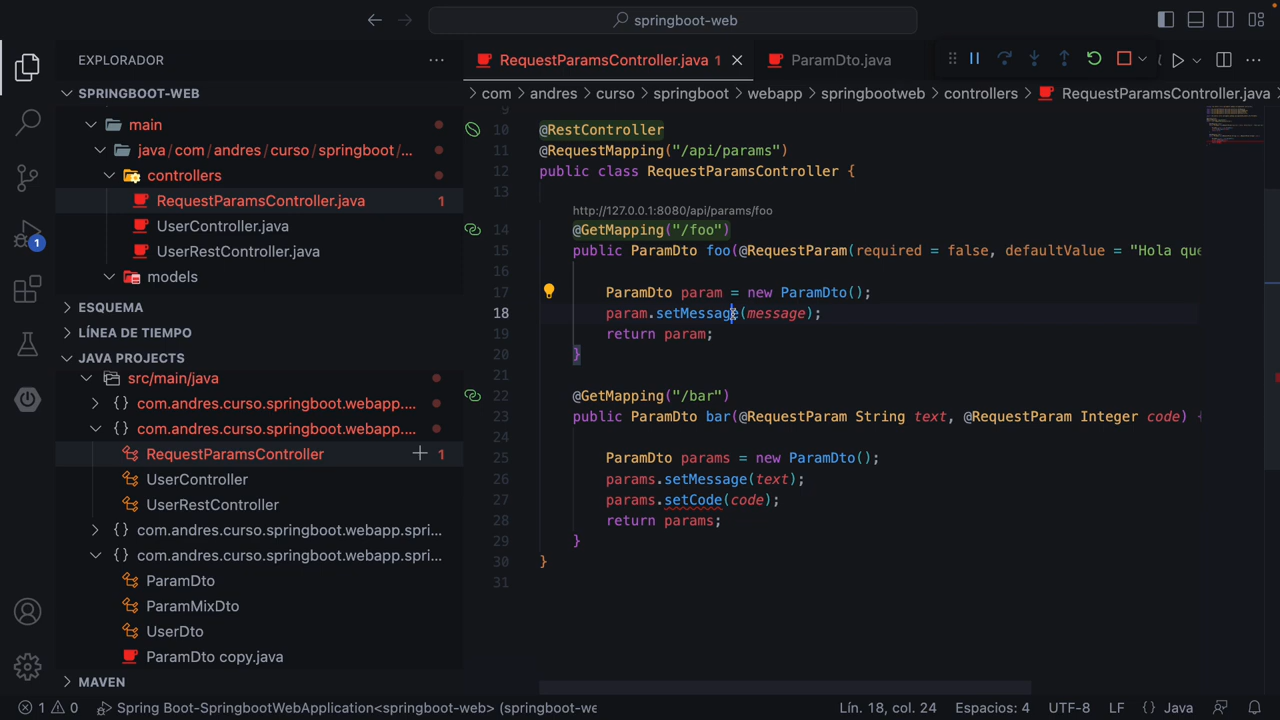 springboot-web
EXPLORADOR
SPRINGBOOT-WEB
main
java/com/andres/curso/springboot/...
controllers
RequestParamsController.java 1
UserController.java
UserRestController.java
models
ESQUEMA
LÍNEA DE TIEMPO
JAVA PROJECTS
src/main/java
{} com.andres.curso.springboot.webapp....
{} com.andres.curso.springboot.webapp....
RequestParamsController 1
UserController
UserRestController
{} com.andres.curso.springboot.webapp.spri...
{} com.andres.curso.springboot.webapp.spri...
ParamDto
ParamMixDto
UserDto
ParamDto copy.java
MAVEN
1
RequestParamsController.java 1
ParamDto.java
com > andres > curso > springboot > webapp > springbootweb > controllers > RequestParamsController.java >
9
10 @RestController
11 @RequestMapping("/api/params")
12 public class RequestParamsController {
13
http://127.0.0.1:8080/api/params/foo
14 @GetMapping("/foo")
15 public ParamDto foo(@RequestParam(required = false, defaultValue = "Hola que
16
17 ParamDto param = new ParamDto();
18 param.setMessage(message);
19 return param;
20 }
21
22 @GetMapping("/bar")
23 public ParamDto bar(@RequestParam String text, @RequestParam Integer code) {
24
25 ParamDto params = new ParamDto();
26 params.setMessage(text);
27 params.setCode(code);
28 return params;
29 }
30 }
31
1 0 Spring Boot-SpringbootWebApplication<springboot-web> (springboot-we
Lín. 18, col. 24 Espacios: 4 UTF-8 LF {} Java